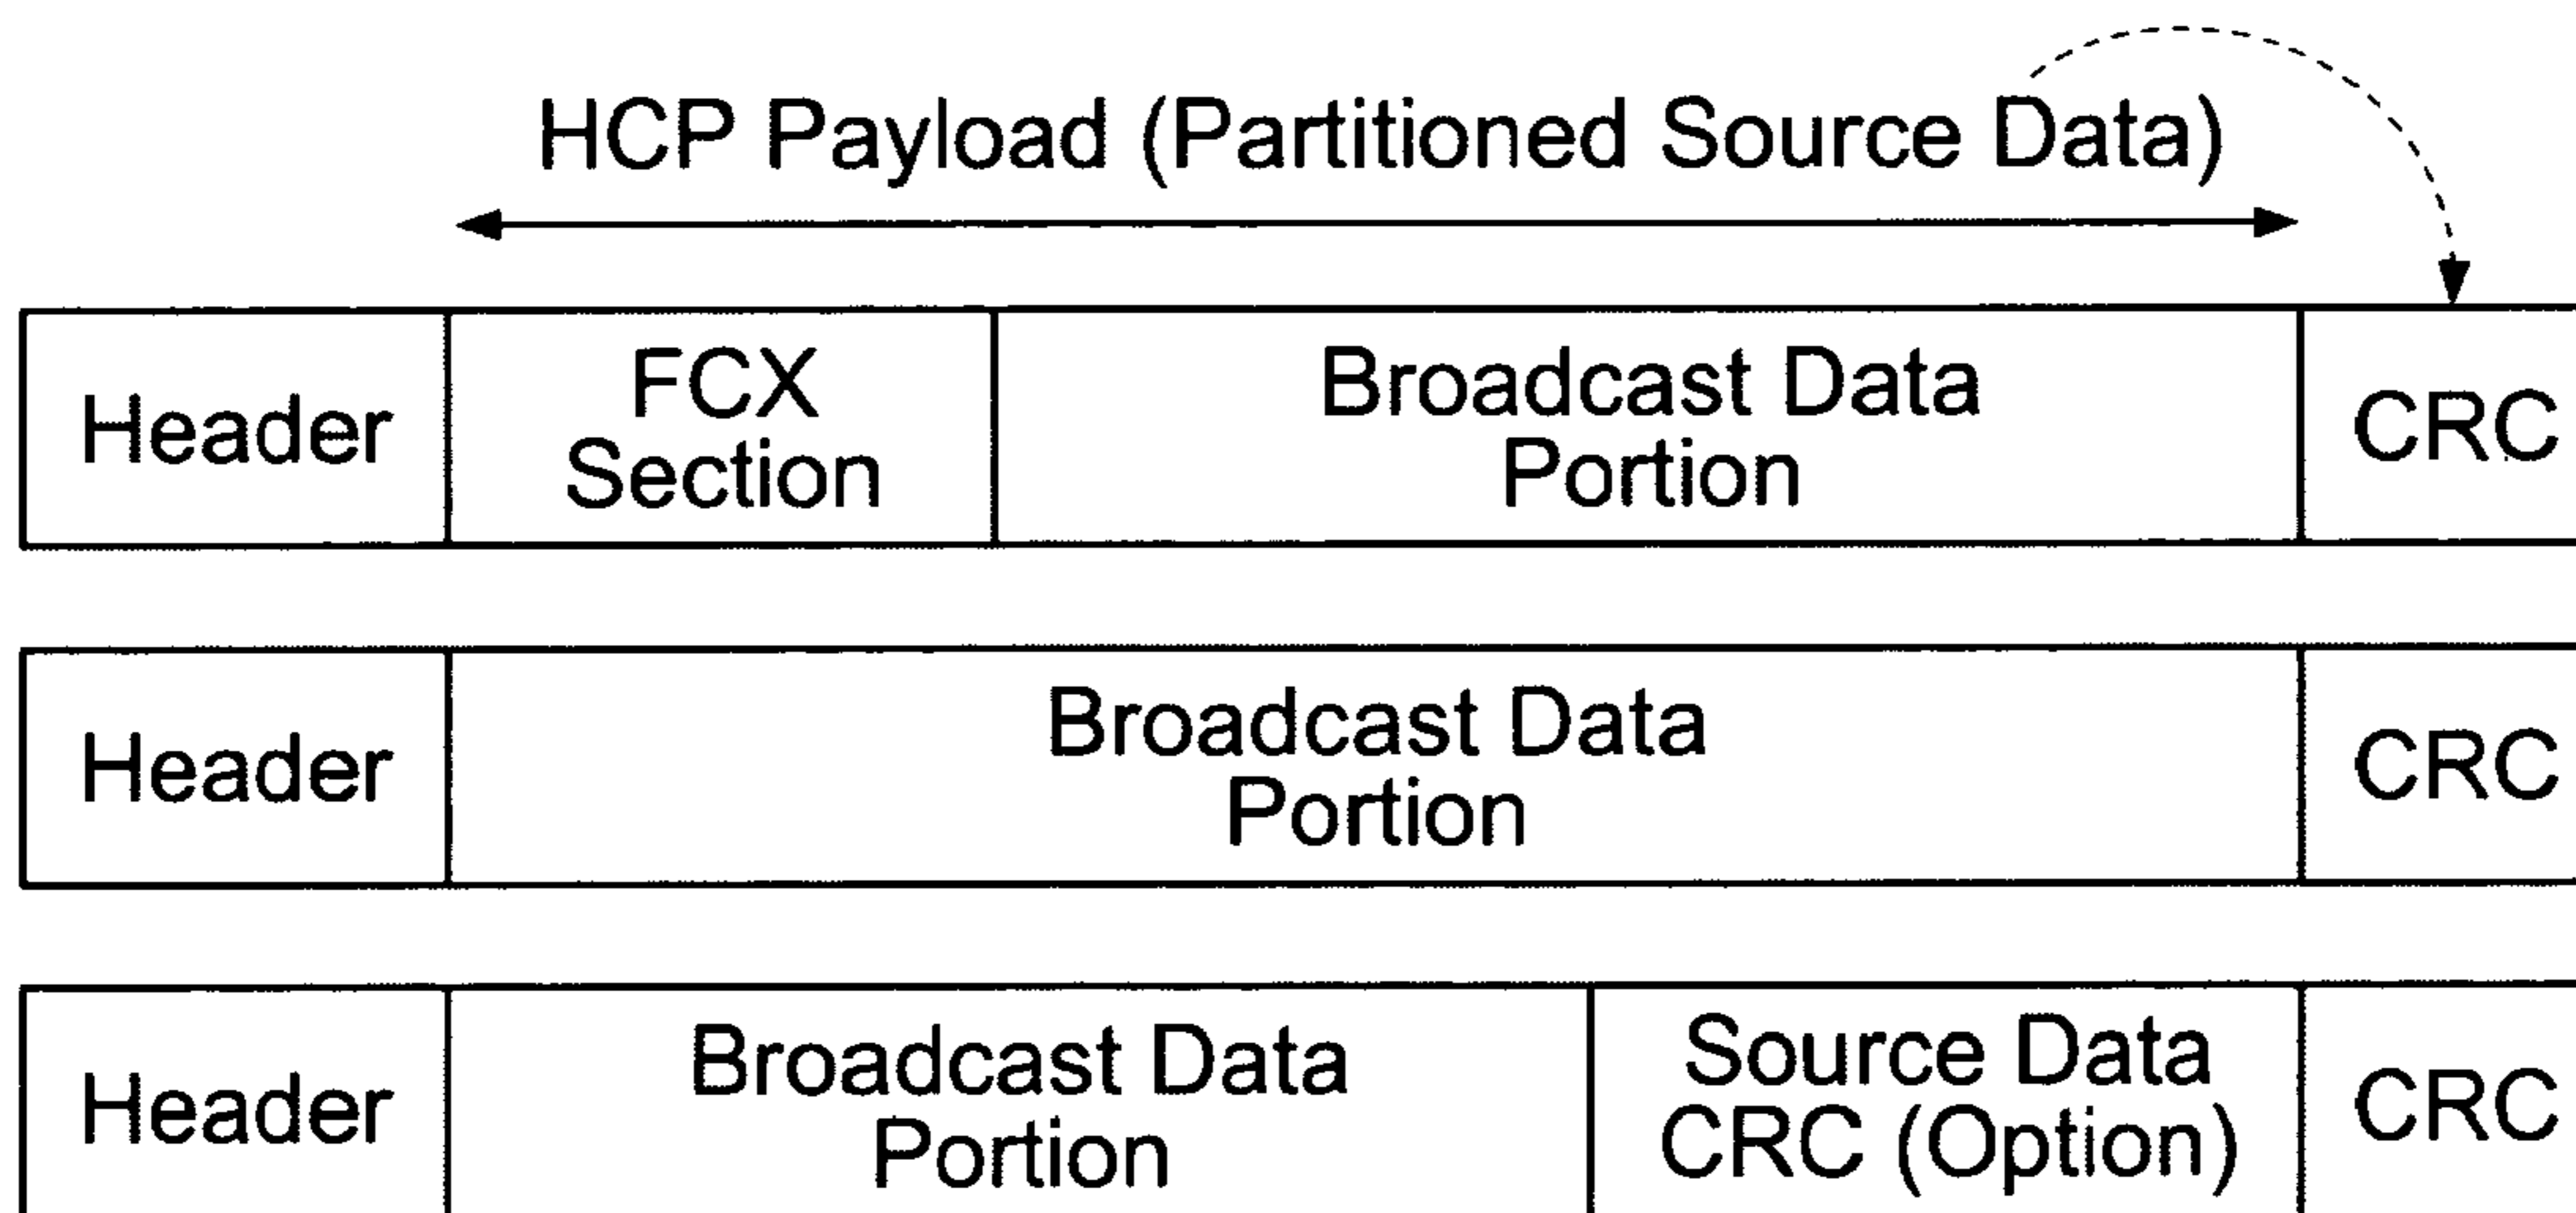 HCP Payload (Partitioned Source Data)
Header
FCX
Section
Broadcast Data
Portion
CRC
Header
Broadcast Data
Portion
CRC
Header
Broadcast Data
Portion
Source Data
CRC (Option)
CRC